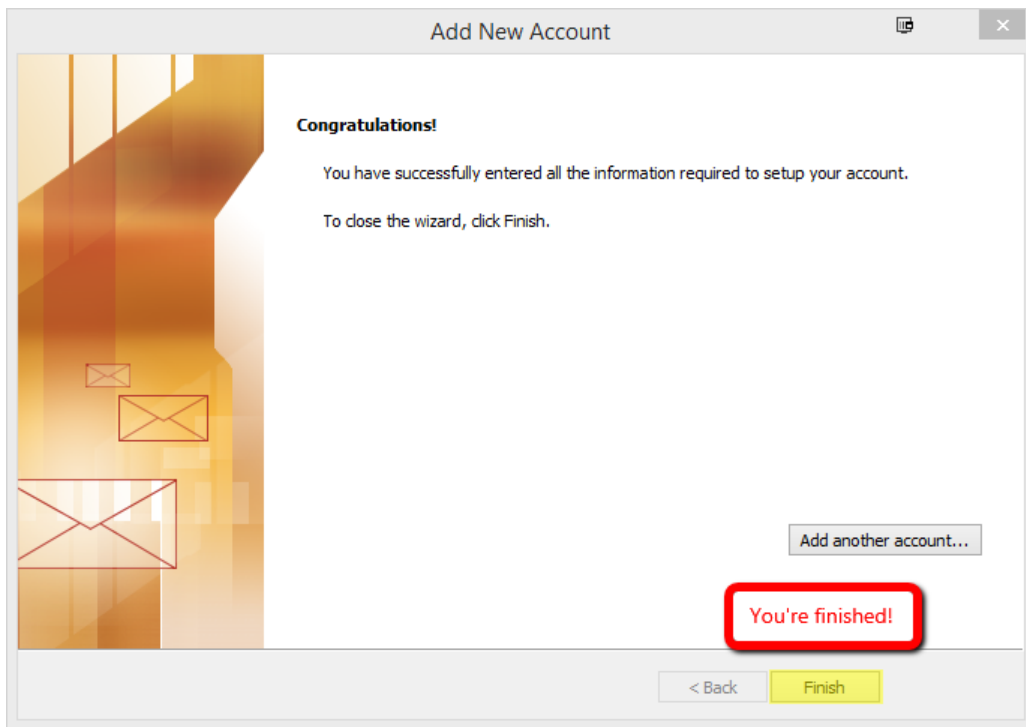 Add New Account
Congratulations!
You have successfully entered all the information required to setup your account.
To close the wizard, click Finish.
Add another account...
You're finished!
< Back
Finish